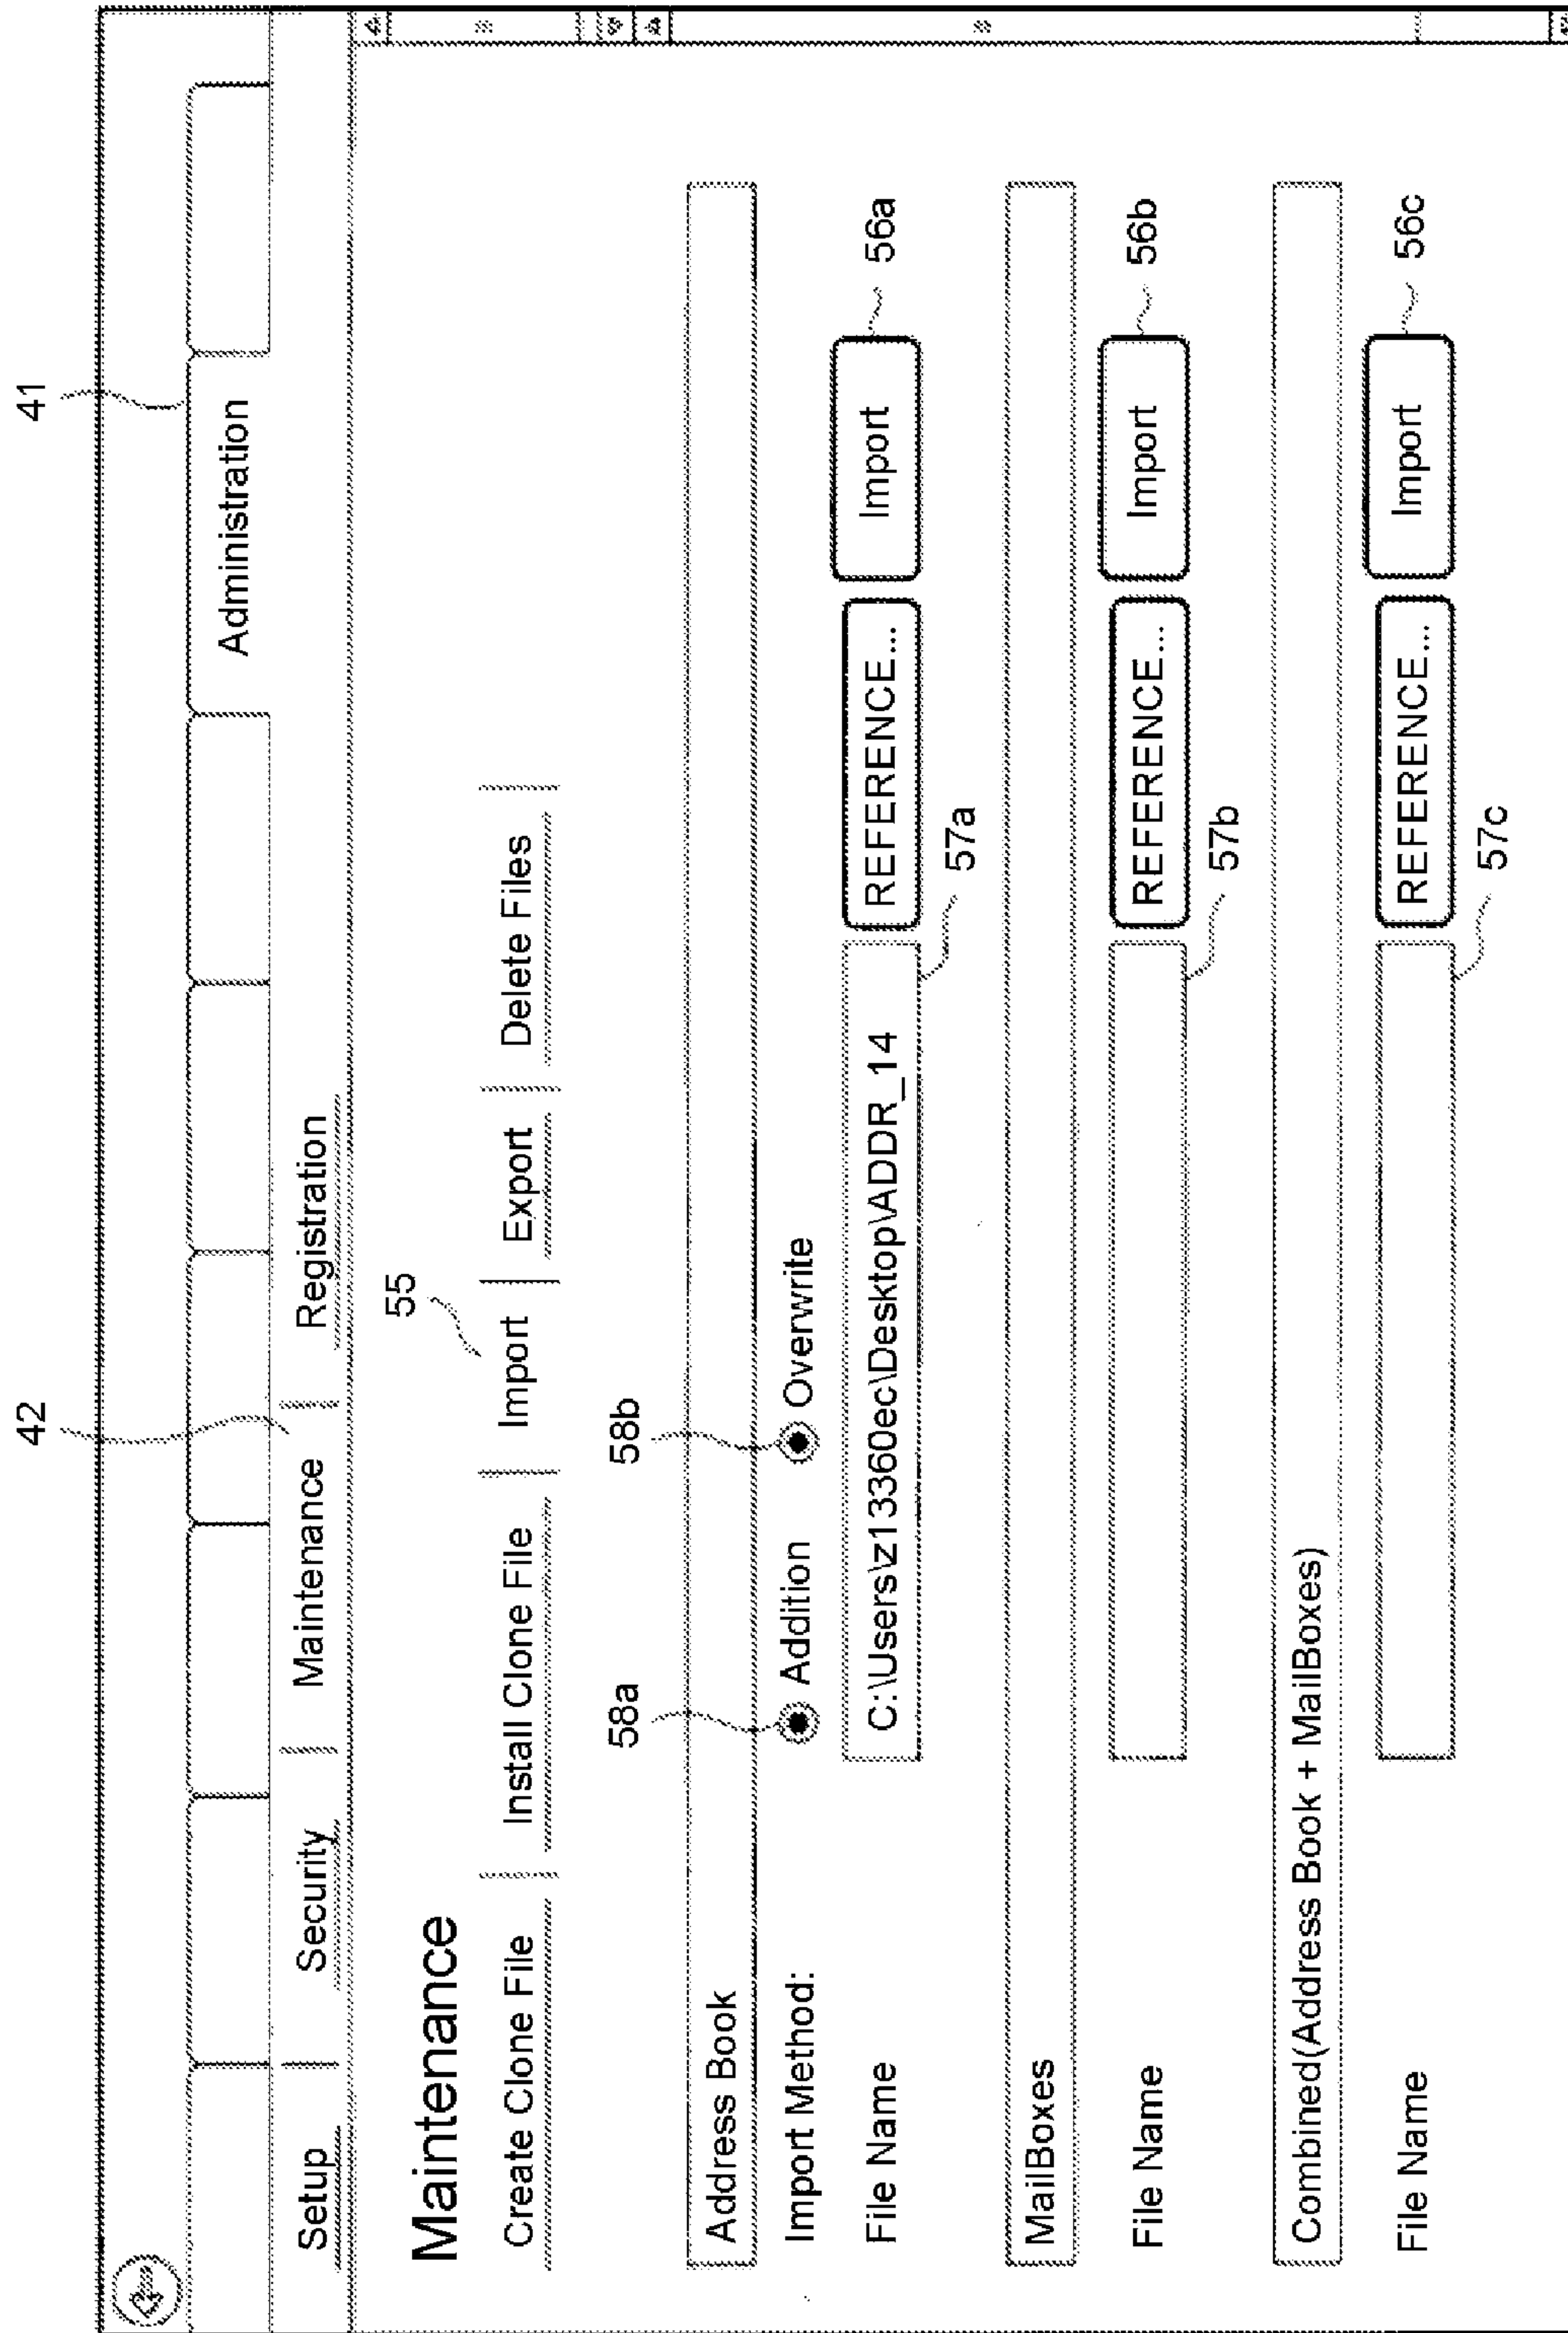 41
Administration
42
Setup Security Maintenance Registration
Maintenance
55
Create Clone File Install Clone File Import Export Delete Files
58a 58b
Address Book
Import Method: Addition Overwrite
File Name C:\Users\z13360ec\Desktop\ADDR_14 REFERENCE... Import 56a
57a
MailBoxes
File Name REFERENCE... Import 56b
57b
Combined(Address Book + MailBoxes)
File Name REFERENCE... Import 56c
57c